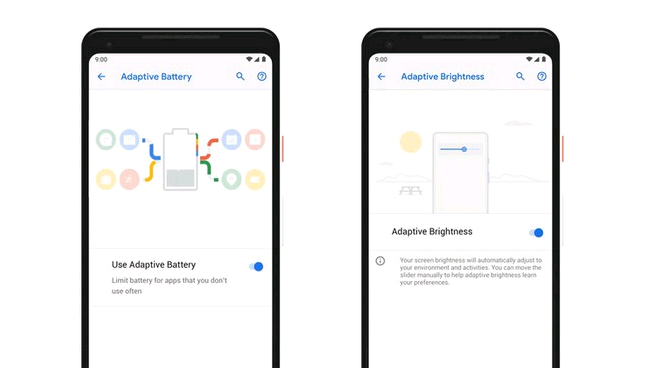 9:00
Adaptive Battery
Use Adaptive Battery
Limit battery for apps that you don't
use often
9:00
Adaptive Brightness
Adaptive Brightness
Your screen brightness will automatically adjust to
your environment and activities. You can move the
slider manually to help adaptive brightness learn
your preferences.